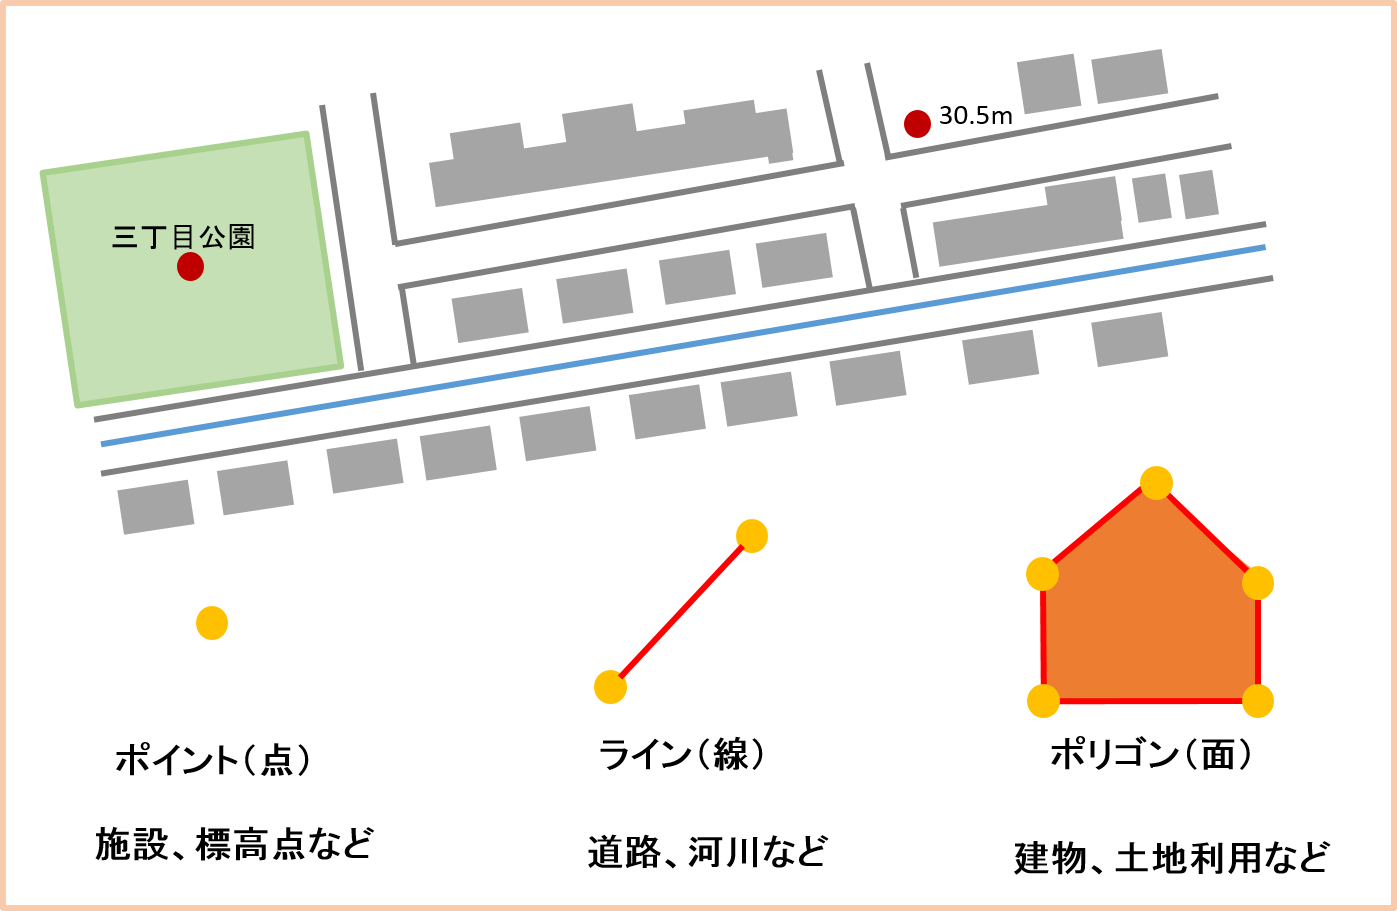 30.5m
三丁目公園
ポイント（点）
ライン（線）
ポリゴン（面）
施設、標高点など
道路、河川など
建物、土地利用など